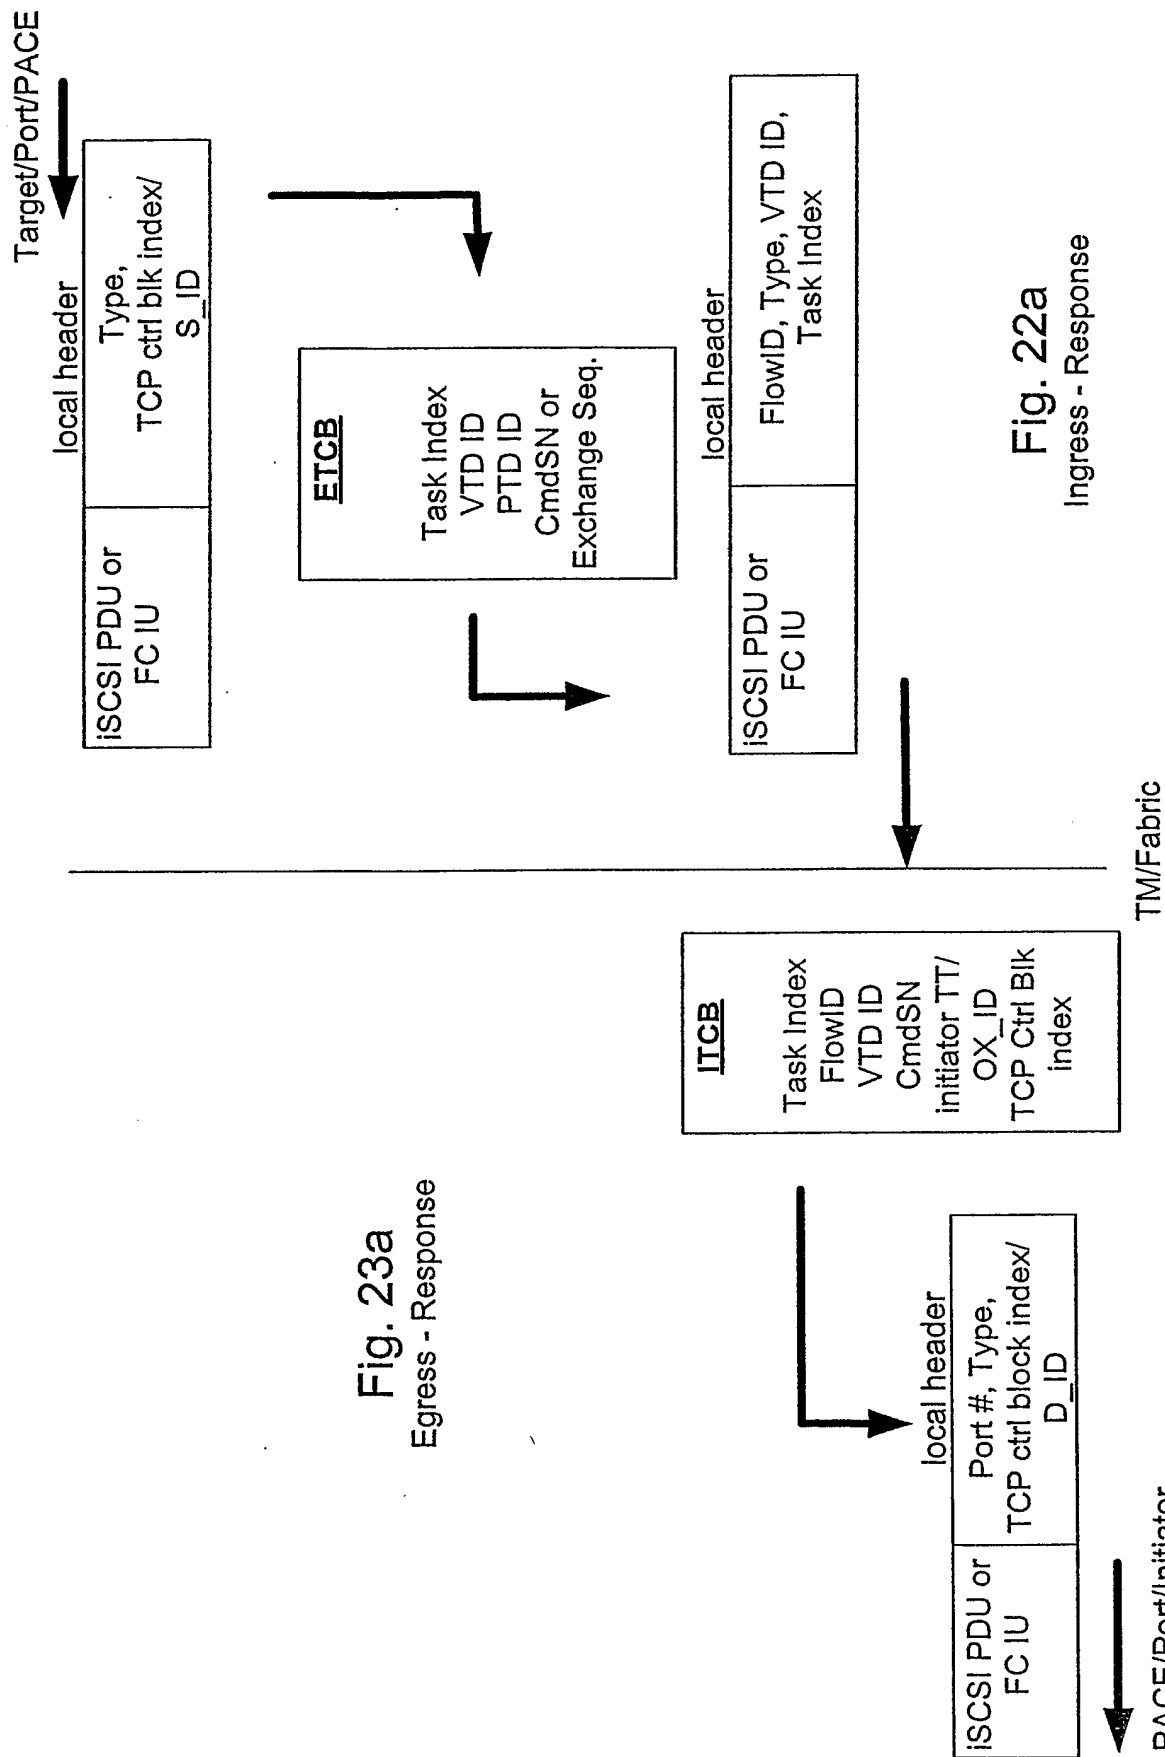 Target/Port/PACE
local header
iSCSI PDU or
FC IU
Type,
TCP ctrl blk index/
S_ID
ETCB
Task Index
VTD ID
PTD ID
CmdSN or
Exchange Seq.
local header
iSCSI PDU or
FC IU
FlowID, Type, VTD ID,
Task Index
Fig. 22a
Ingress - Response
TM/Fabric
Fig. 23a
Egress - Response
ITCB
Task Index
FlowID
VTD ID
CmdSN
initiator TT/
OX_ID
TCP Ctrl Blk
index
local header
iSCSI PDU or
FC IU
Port #, Type,
TCP ctrl block index/
D_ID
PACE/Port/Initiator